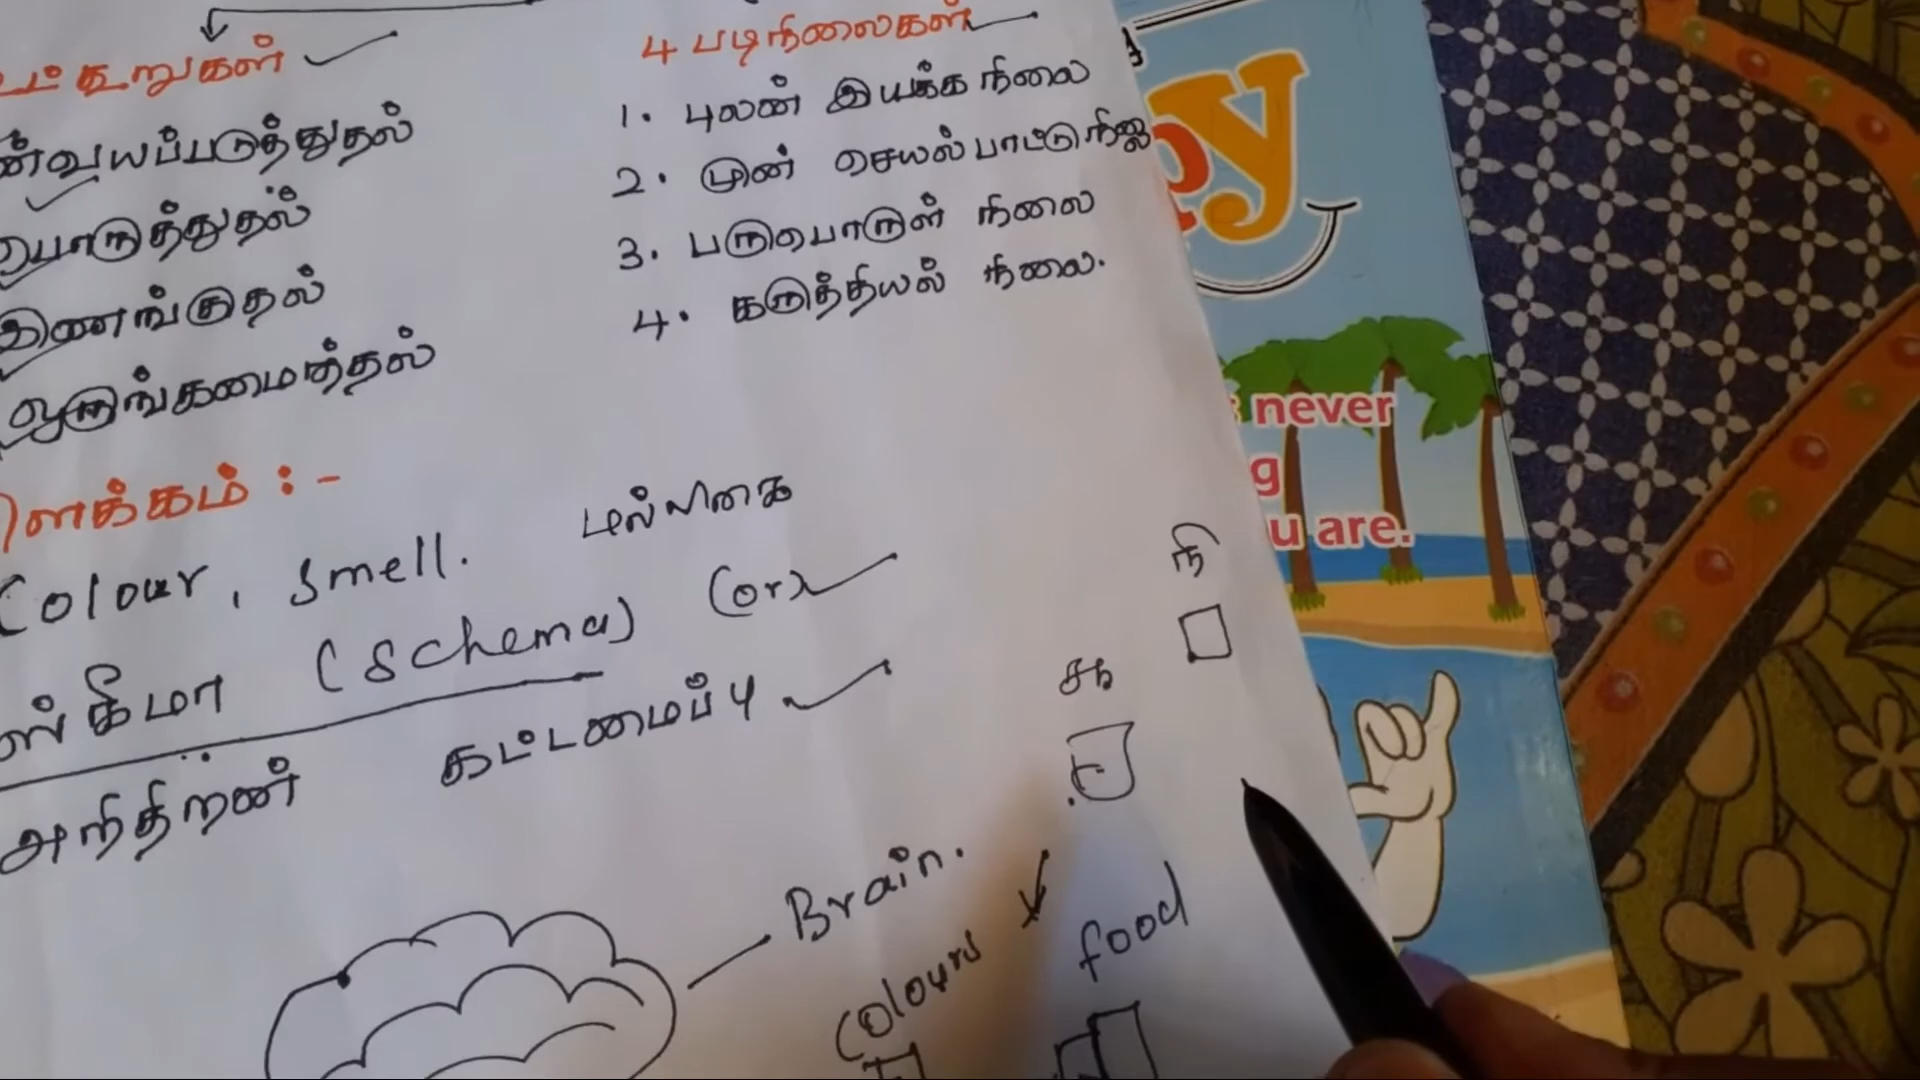 கூறுகள்
4 படிநிலைகள்
ன்வயப்படுத்துதல்
பொருத்துதல்
இணங்குதல்
ஒருங்கமைத்தல்
1. புலன் இயக்க நிலை
2. முன் செயல்பாட்டு நிலை
3. பருபொருள் நிலை
4. கருத்தியல் நிலை.
ளக்கம் :-
மல்லிகை
Colour, Smell.
ஸ்கீமா (Schema) (or)
அறிதிறன் கட்டமைப்பு
நி
Brain.
Colours
food
y
never
g
u are.